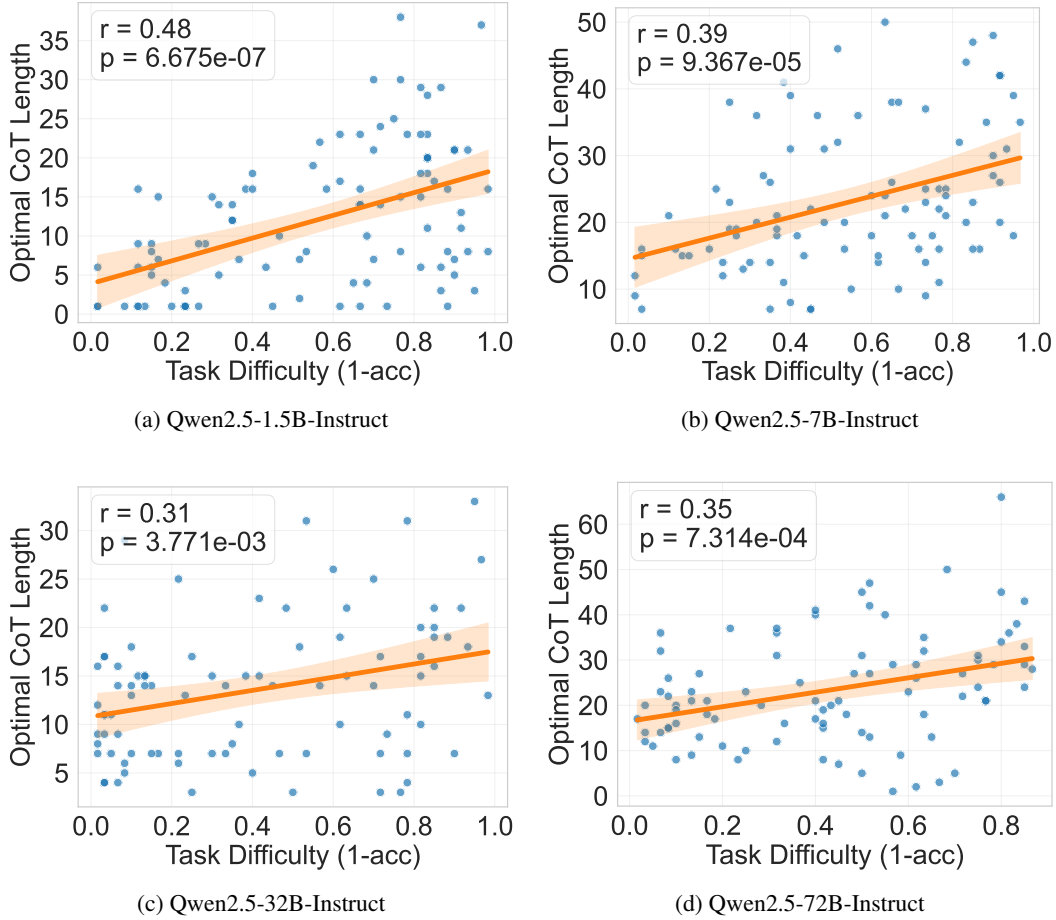 r = 0.48
p = 6.675e-07
Optimal CoT Length
35
30
25
20
15
10
5
0
0.0 0.2 0.4 0.6 0.8 1.0
Task Difficulty (1-acc)
(a) Qwen2.5-1.5B-Instruct
r = 0.39
p = 9.367e-05
Optimal CoT Length
50
40
30
20
10
0.0 0.2 0.4 0.6 0.8 1.0
Task Difficulty (1-acc)
(b) Qwen2.5-7B-Instruct
r = 0.31
p = 3.771e-03
Optimal CoT Length
30
25
20
15
10
5
0.0 0.2 0.4 0.6 0.8 1.0
Task Difficulty (1-acc)
(c) Qwen2.5-32B-Instruct
r = 0.35
p = 7.314e-04
Optimal CoT Length
60
50
40
30
20
10
0
0.0 0.2 0.4 0.6 0.8
Task Difficulty (1-acc)
(d) Qwen2.5-72B-Instruct